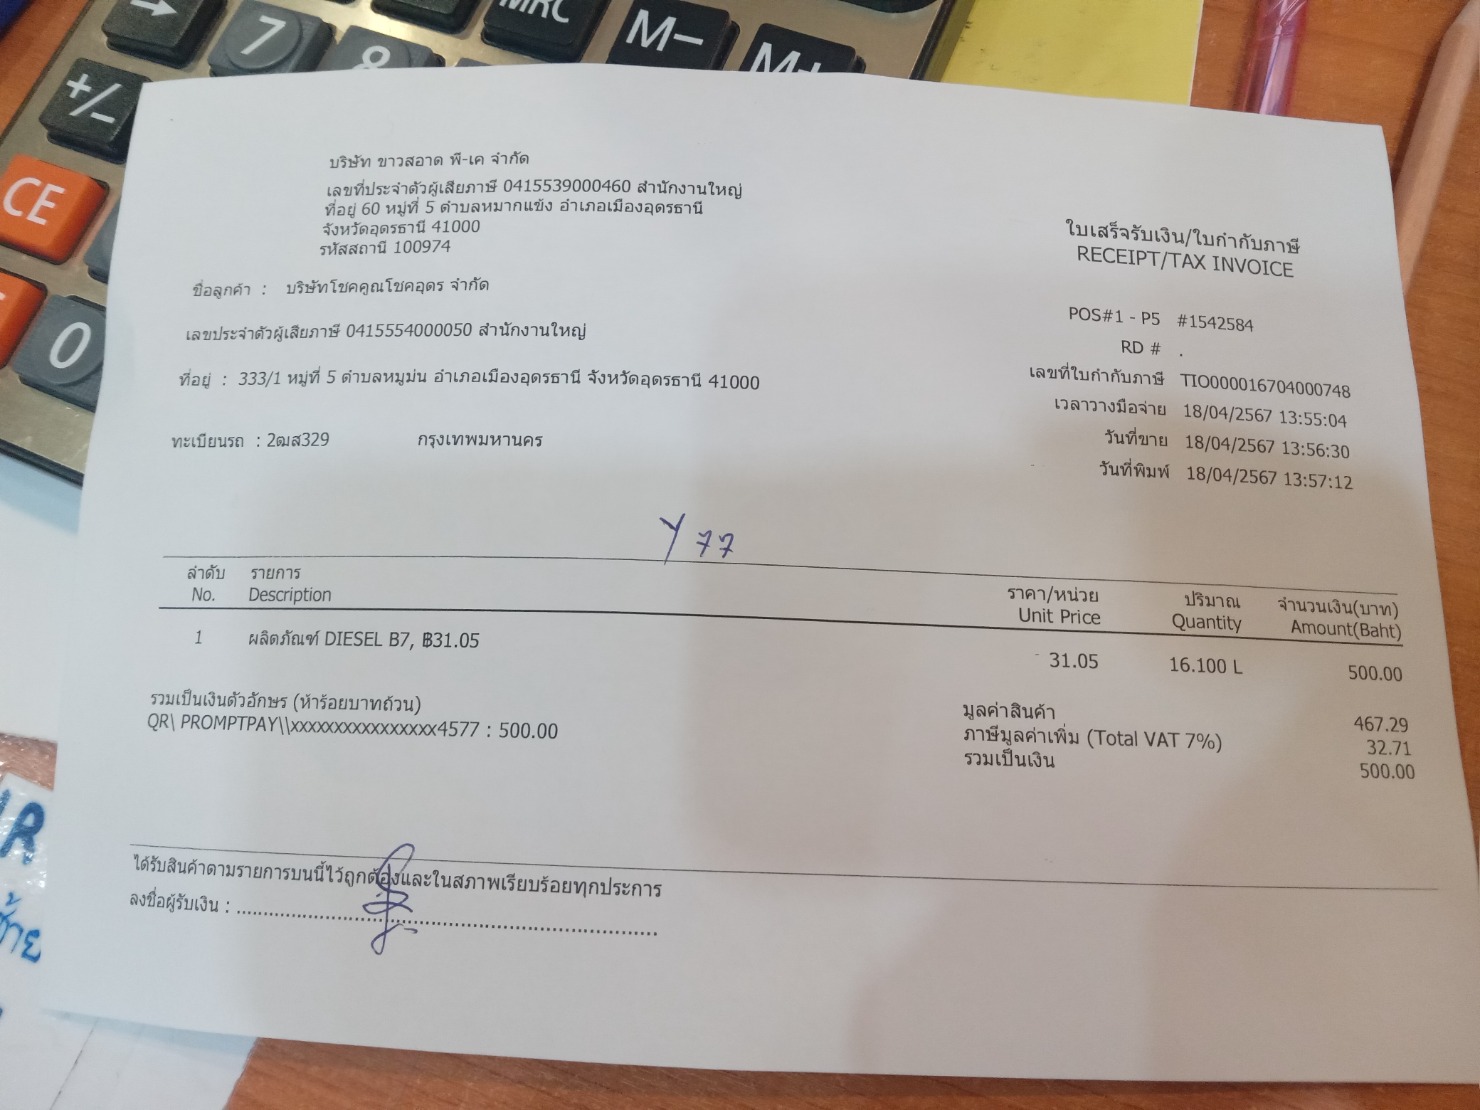 →
7
8
MRC
M−
M+
+/−
CE
0
บริษัท ขาวสอาด พี-เค จำกัด
เลขที่ประจำตัวผู้เสียภาษี 0415539000460 สำนักงานใหญ่
ที่อยู่ 60 หมู่ที่ 5 ตำบลหมากแข้ง อำเภอเมืองอุดรธานี
จังหวัดอุดรธานี 41000
รหัสสถานี 100974
ใบเสร็จรับเงิน/ใบกำกับภาษี
RECEIPT/TAX INVOICE
ชื่อลูกค้า : บริษัทโชคคูณโชคอุดร จำกัด
เลขประจำตัวผู้เสียภาษี 0415554000050 สำนักงานใหญ่
ที่อยู่ : 333/1 หมู่ที่ 5 ตำบลหมูม่น อำเภอเมืองอุดรธานี จังหวัดอุดรธานี 41000
ทะเบียนรถ : 2ฒส329 กรุงเทพมหานคร
POS#1 - P5 #1542584
RD # .
เลขที่ใบกำกับภาษี TIO000016704000748
เวลาวางมือจ่าย 18/04/2567 13:55:04
วันที่ขาย 18/04/2567 13:56:30
วันที่พิมพ์ 18/04/2567 13:57:12
Y 77
ลำดับ รายการ ราคา/หน่วย ปริมาณ จำนวนเงิน(บาท)
No. Description Unit Price Quantity Amount(Baht)
1 ผลิตภัณฑ์ DIESEL B7, ฿31.05 31.05 16.100 L 500.00
รวมเป็นเงินตัวอักษร (ห้าร้อยบาทถ้วน)
QR\ PROMPTPAY\\xxxxxxxxxxxxxxxx4577 : 500.00
มูลค่าสินค้า 467.29
ภาษีมูลค่าเพิ่ม (Total VAT 7%) 32.71
รวมเป็นเงิน 500.00
ได้รับสินค้าตามรายการบนนี้ไว้ถูกต้องและในสภาพเรียบร้อยทุกประการ
ลงชื่อผู้รับเงิน : ............................................................